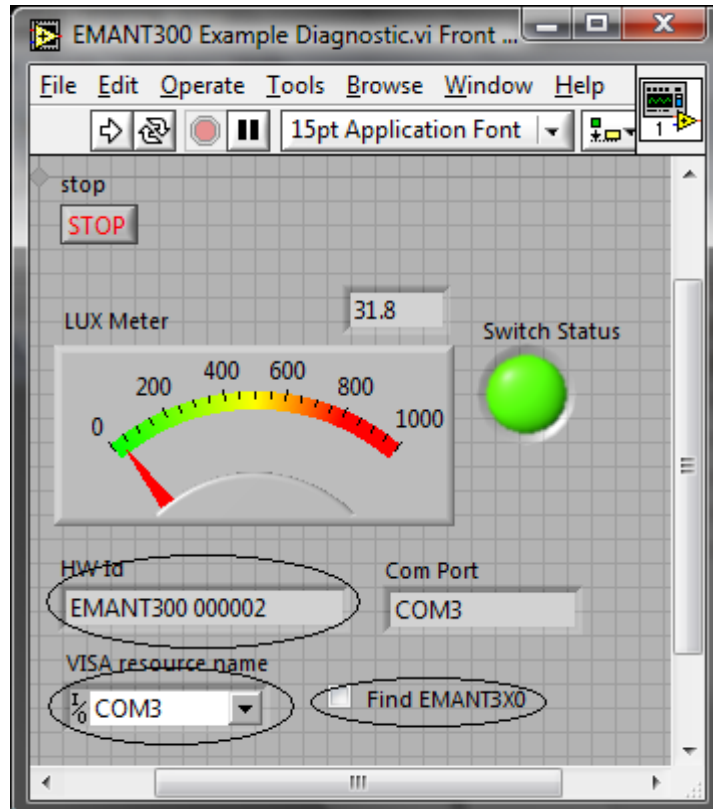 EMANT300 Example Diagnostic.vi Front ...
File Edit Operate Tools Browse Window Help
15pt Application Font
1
stop
STOP
31.8
LUX Meter
Switch Status
0 200 400 600 800 1000
HW Id
Com Port
EMANT300 000002
COM3
VISA resource name
I/O COM3
Find EMANT3X0